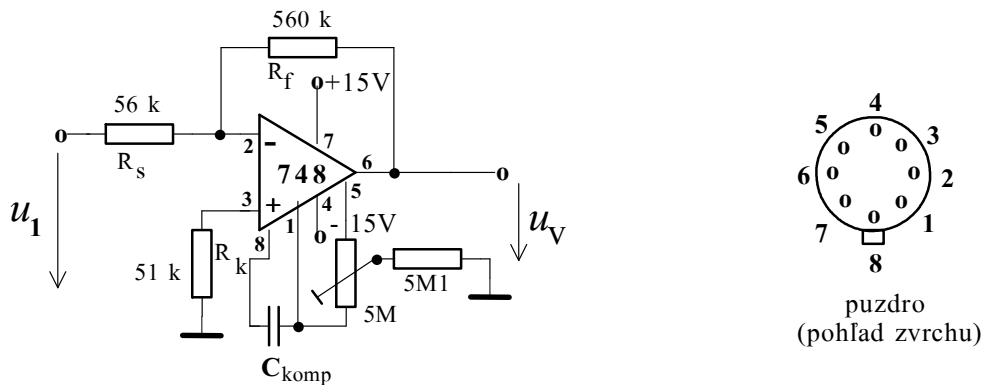 560 k
R f
+15V
56 k
R s
2
-
7
6
748
3
+
1
4
5
8
- 15V
u 1
u V
51 k
R k
5M
5M1
C komp
4
5
3
6
2
7
1
8
puzdro
(pohľad zvrchu)